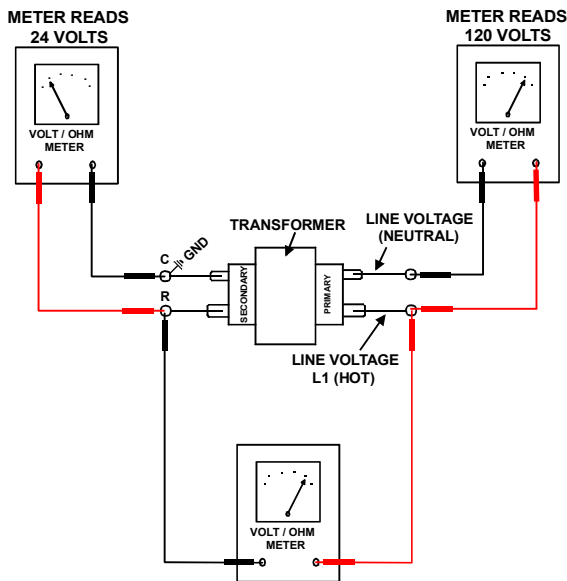 METER READS
24 VOLTS
METER READS
120 VOLTS
VOLT / OHM
METER
VOLT / OHM
METER
TRANSFORMER
LINE VOLTAGE
(NEUTRAL)
C
GND
R
SECONDARY
PRIMARY
LINE VOLTAGE
L1 (HOT)
VOLT / OHM
METER